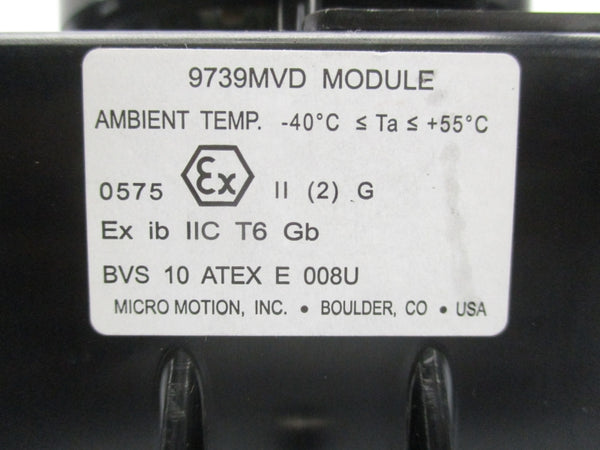 9739MVD MODULE
AMBIENT TEMP. -40°C ≤ Ta ≤ +55°C
0575 Ex II (2) G
Ex ib IIC T6 Gb
BVS 10 ATEX E 008U
MICRO MOTION, INC. • BOULDER, CO • USA